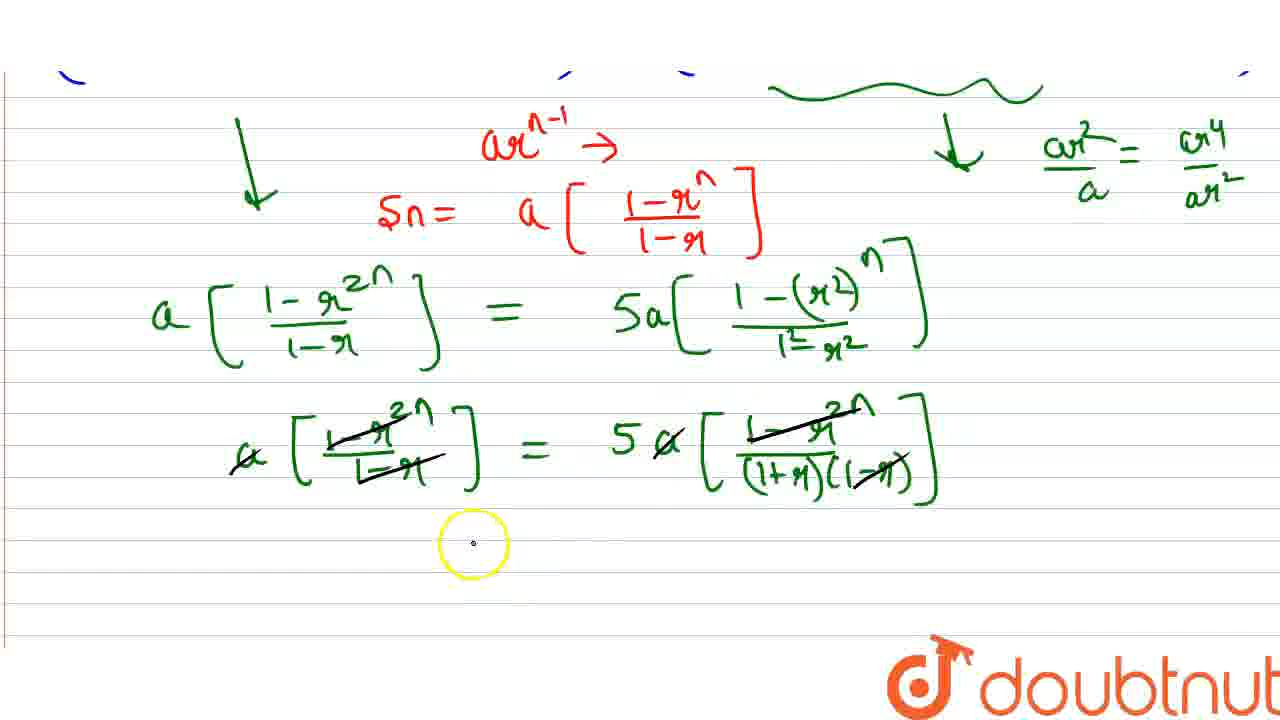 ar^{n-1} →
ar²/a = ar⁴/ar²
Sn = a[(1-r^n)/(1-r)]
a[(1-r^{2n})/(1-r)] = 5a[(1-(r²)^n)/(1²-r²)]
a[(1-r^{2n})/(1-r)] = 5a[(1-r^{2n})/((1+r)(1-r))]
doubtnut